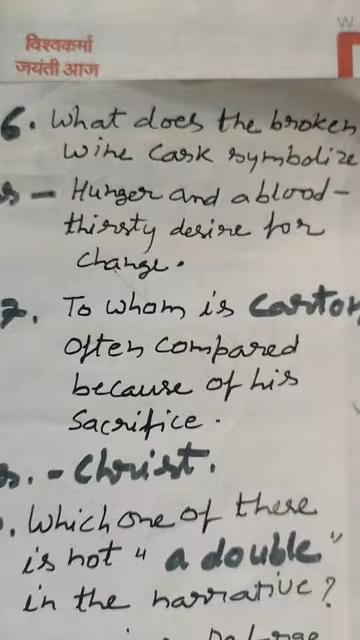 W
विश्वकर्मा
जयंती आज
6. What does the broken
wine cask symbolize
s - Hunger and a blood-
thirsty desire for
change.
7. To whom is Carton
often compared
because of his
Sacrifice.
s. - Christ.
. Which one of these
is not "a double"
in the narrative?